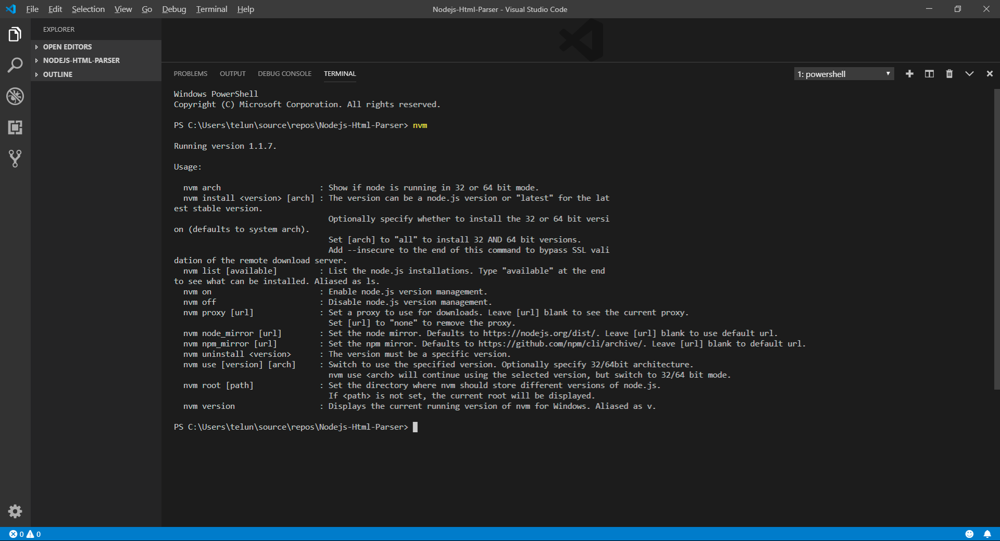 File Edit Selection View Go Debug Terminal Help
Nodejs-Html-Parser - Visual Studio Code
EXPLORER
OPEN EDITORS
NODEJS-HTML-PARSER
OUTLINE
PROBLEMS OUTPUT DEBUG CONSOLE TERMINAL
1: powershell
Windows PowerShell
Copyright (C) Microsoft Corporation. All rights reserved.
PS C:\Users\telun\source\repos\Nodejs-Html-Parser> nvm
Running version 1.1.7.
Usage:
nvm arch : Show if node is running in 32 or 64 bit mode.
nvm install <version> [arch] : The version can be a node.js version or "latest" for the lat
est stable version.
Optionally specify whether to install the 32 or 64 bit versi
on (defaults to system arch).
Set [arch] to "all" to install 32 AND 64 bit versions.
Add --insecure to the end of this command to bypass SSL vali
dation of the remote download server.
nvm list [available] : List the node.js installations. Type "available" at the end
to see what can be installed. Aliased as ls.
nvm on : Enable node.js version management.
nvm off : Disable node.js version management.
nvm proxy [url] : Set a proxy to use for downloads. Leave [url] blank to see the current proxy.
Set [url] to "none" to remove the proxy.
nvm node_mirror [url] : Set the node mirror. Defaults to https://nodejs.org/dist/. Leave [url] blank to use default url.
nvm npm_mirror [url] : Set the npm mirror. Defaults to https://github.com/npm/cli/archive/. Leave [url] blank to default url.
nvm uninstall <version> : The version must be a specific version.
nvm use [version] [arch] : Switch to use the specified version. Optionally specify 32/64bit architecture.
nvm use <arch> will continue using the selected version, but switch to 32/64 bit mode.
nvm root [path] : Set the directory where nvm should store different versions of node.js.
If <path> is not set, the current root will be displayed.
nvm version : Displays the current running version of nvm for Windows. Aliased as v.
PS C:\Users\telun\source\repos\Nodejs-Html-Parser>
0 0